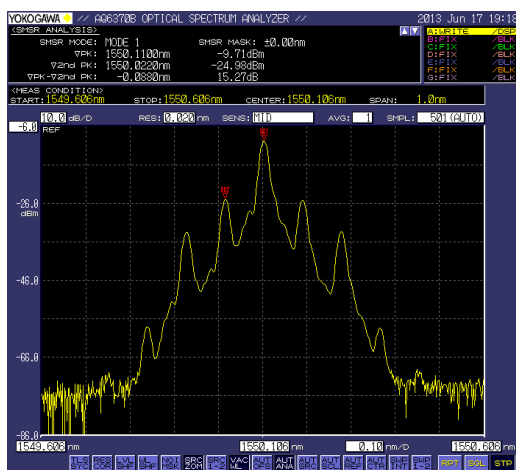 YOKOGAWA // AQ6370B OPTICAL SPECTRUM ANALYZER // 2013 Jun 17 19:18
<SMSR ANALYSIS>
SMSR MODE: MODE 1 SMSR MASK: ±0.00nm
▽PK: 1550.1100nm -9.71dBm
▽2nd PK: 1550.0220nm -24.98dBm
▽PK-▽2nd PK: -0.0880nm 15.27dB
A:WRITE /DSP
B:FIX /BLK
C:FIX /BLK
D:FIX /BLK
E:FIX /BLK
F:FIX /BLK
G:FIX /BLK
<MEAS CONDITION>
START:1549.606nm STOP:1550.606nm CENTER:1550.106nm SPAN: 1.0nm
10.0 dB/D RES:0.020 nm SENS:MID AVG: 1 SMPL: 501(AUTO)
-6.0 REF
-26.0
dBm
-46.0
-66.0
-86.0
1549.606 nm 1550.106 nm 0.10 nm/D 1550.606 nm
RPT SGL STP